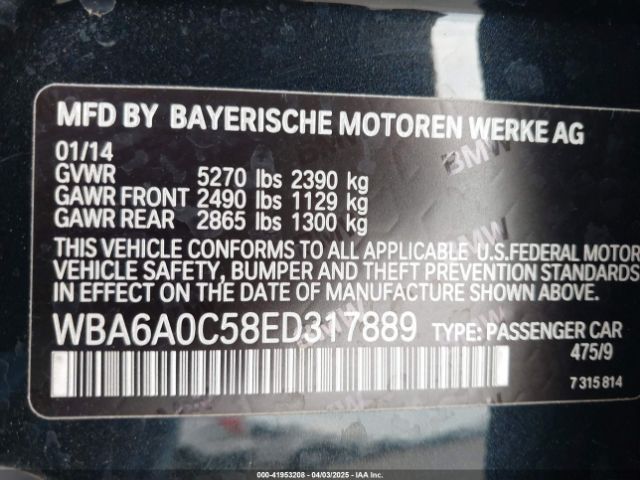 MFD BY BAYERISCHE MOTOREN WERKE AG
01/14
GVWR 5270 lbs 2390 kg
GAWR FRONT 2490 lbs 1129 kg
GAWR REAR 2865 lbs 1300 kg
THIS VEHICLE CONFORMS TO ALL APPLICABLE U.S.FEDERAL MOTOR
VEHICLE SAFETY, BUMPER AND THEFT PREVENTION STANDARDS
IN EFFECT ON THE DATE OF MANUFACTURE SHOWN ABOVE.
WBA6A0C58ED317889 TYPE: PASSENGER CAR
475/9
7 315 814
000-41953208 - 04/03/2025 - IAA Inc.